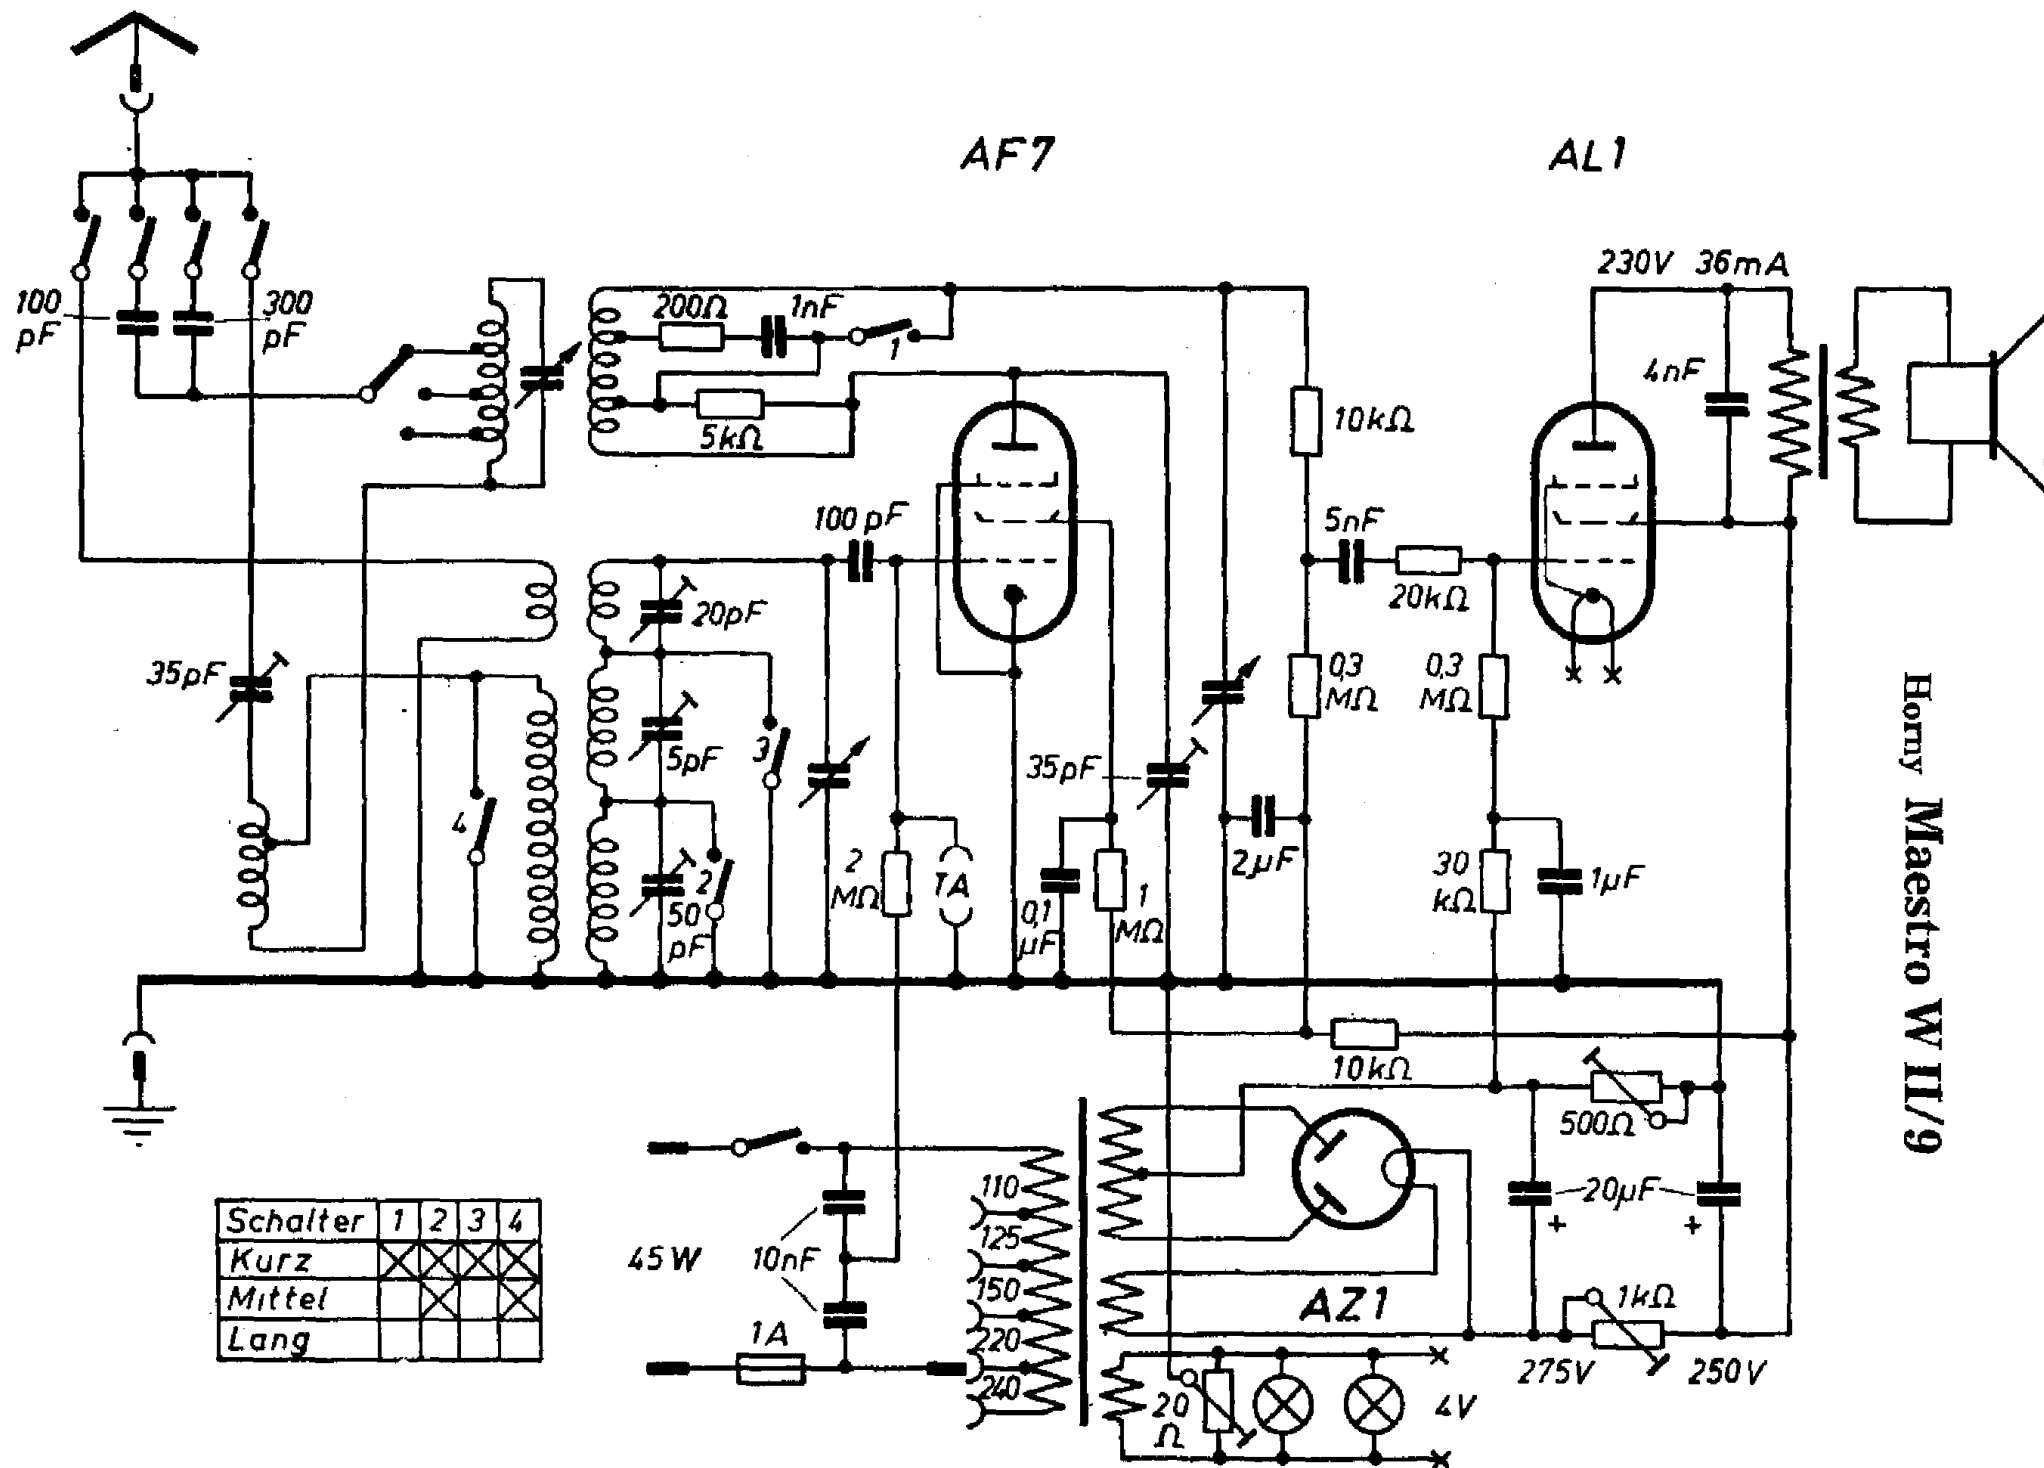 AF7
AL1
230V 36mA
100
pF
300
pF
200Ω
1nF
1
5kΩ
10kΩ
4nF
100 pF
5nF
20kΩ
20pF
35pF
0,3
MΩ
0,3
MΩ
3
5pF
35pF
4
2
MΩ
TA
2
50
pF
0,1
µF
1
MΩ
2µF
30
kΩ
1µF
10kΩ
500Ω
20µF
+
+
110
125
150
220
240
45W
10nF
1A
AZ1
1kΩ
275V
250V
20
Ω
4V
Schalter 1 2 3 4
Kurz
Mittel
Lang
Horny Maestro W II/9